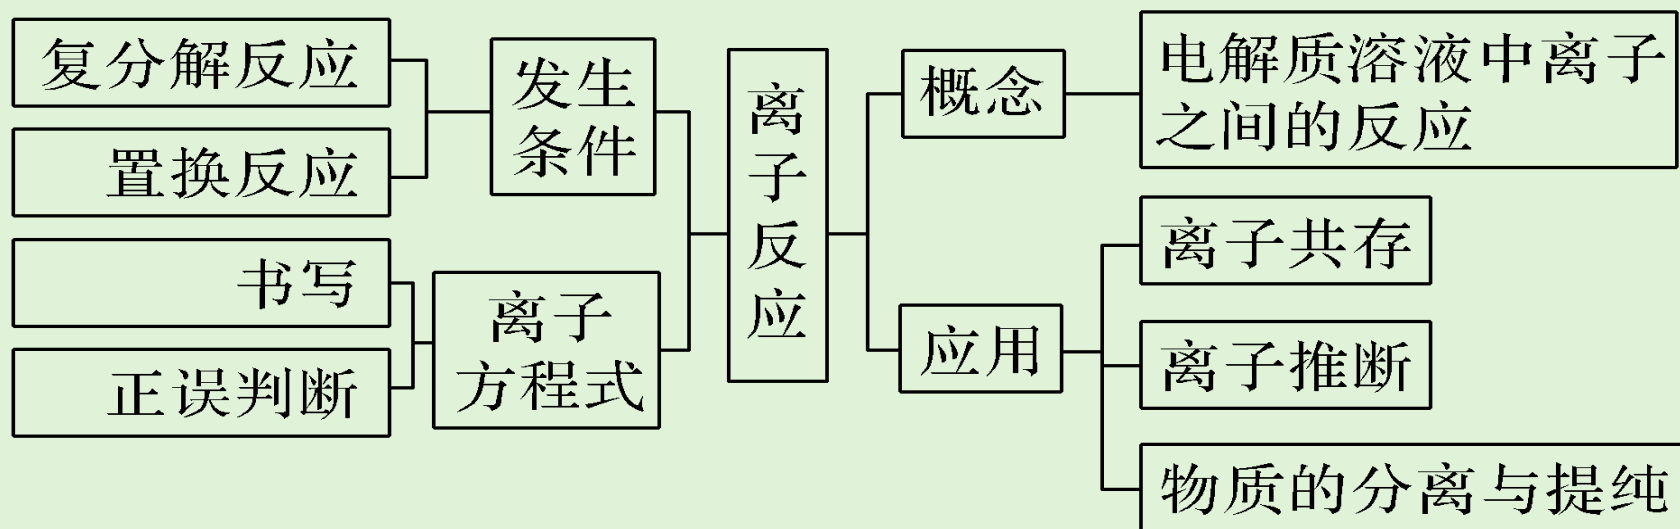 复分解反应
置换反应
书写
正误判断
发生
条件
离子
方程式
离
子
反
应
概念
应用
电解质溶液中离子
之间的反应
离子共存
离子推断
物质的分离与提纯